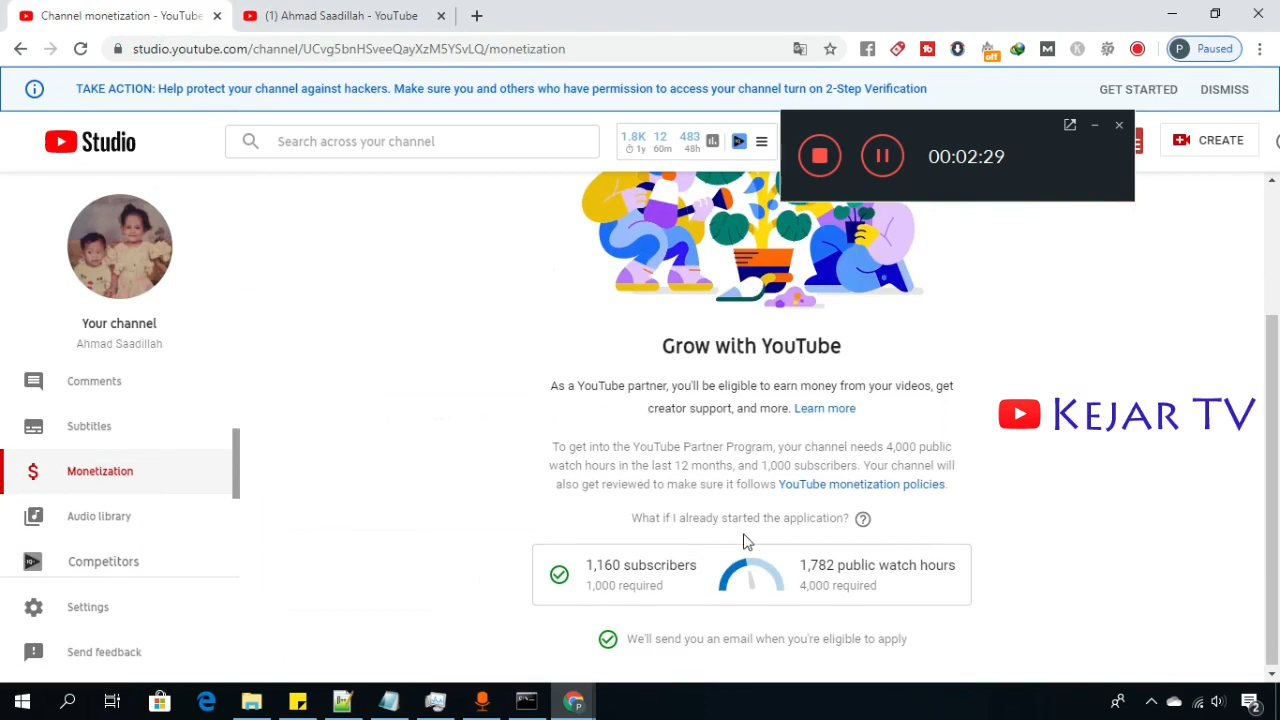 Channel monetization - YouTube
(1) Ahmad Saadillah - YouTube
studio.youtube.com/channel/UCvg5bnHSveeQayXzM5YSvLQ/monetization
off
M
K
P Paused
TAKE ACTION: Help protect your channel against hackers. Make sure you and others who have permission to access your channel turn on 2-Step Verification
GET STARTED
DISMISS
Studio
Search across your channel
1.8K 12 483
1y 60m 48h
00:02:29
CREATE
Your channel
Ahmad Saadillah
Comments
Subtitles
Monetization
Audio library
Competitors
Settings
Send feedback
Grow with YouTube
As a YouTube partner, you'll be eligible to earn money from your videos, get
creator support, and more. Learn more
To get into the YouTube Partner Program, your channel needs 4,000 public
watch hours in the last 12 months, and 1,000 subscribers. Your channel will
also get reviewed to make sure it follows YouTube monetization policies.
What if I already started the application?
1,160 subscribers
1,000 required
1,782 public watch hours
4,000 required
We'll send you an email when you're eligible to apply
KEJAR TV